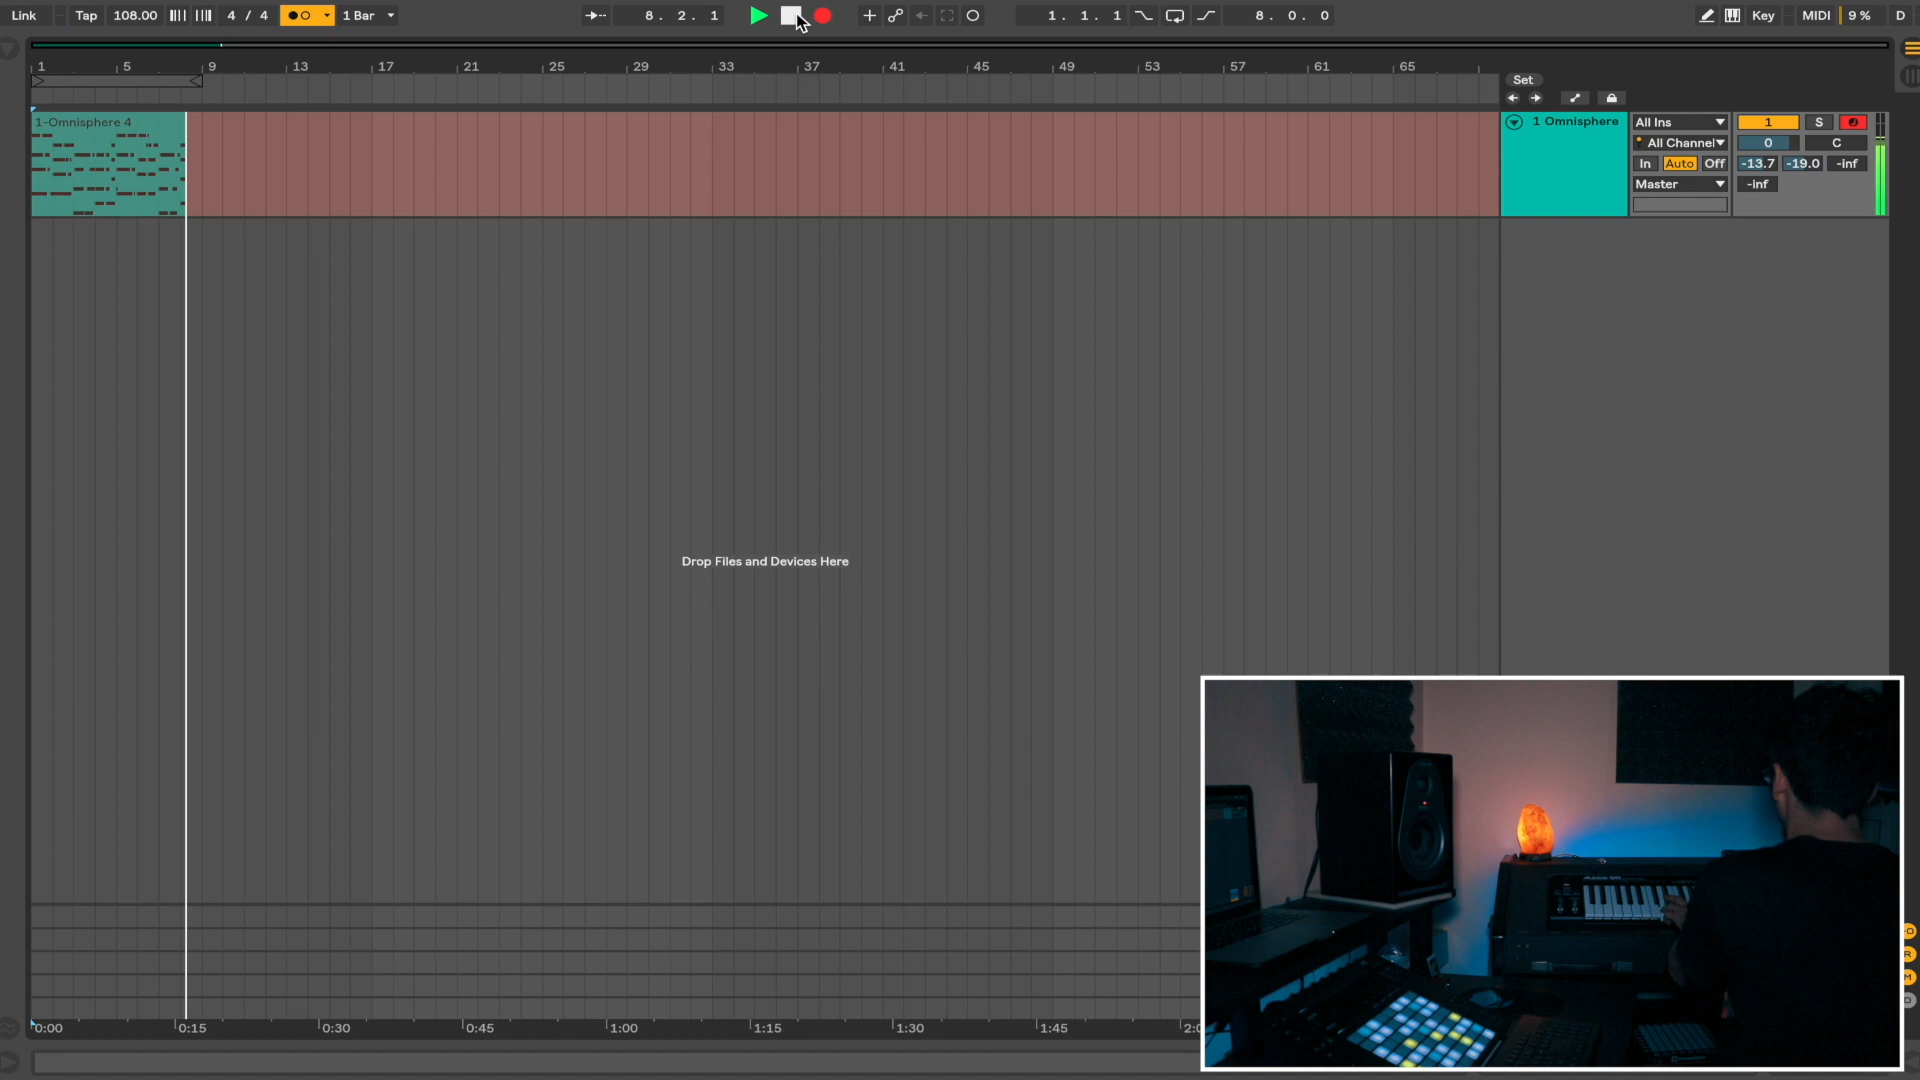 Link Tap 108.00 4 / 4 1 Bar 8. 2. 1 1. 1. 1 8. 0. 0 Key MIDI 9 % D
1 5 9 13 17 21 25 29 33 37 41 45 49 53 57 61 65
Set
1-Omnisphere 4
1 Omnisphere All Ins 1 S
All Channel 0 C
In Auto Off -13.7 -19.0 -inf
Master -inf
Drop Files and Devices Here
O
R
M
D
0:00 0:15 0:30 0:45 1:00 1:15 1:30 1:45 2:0